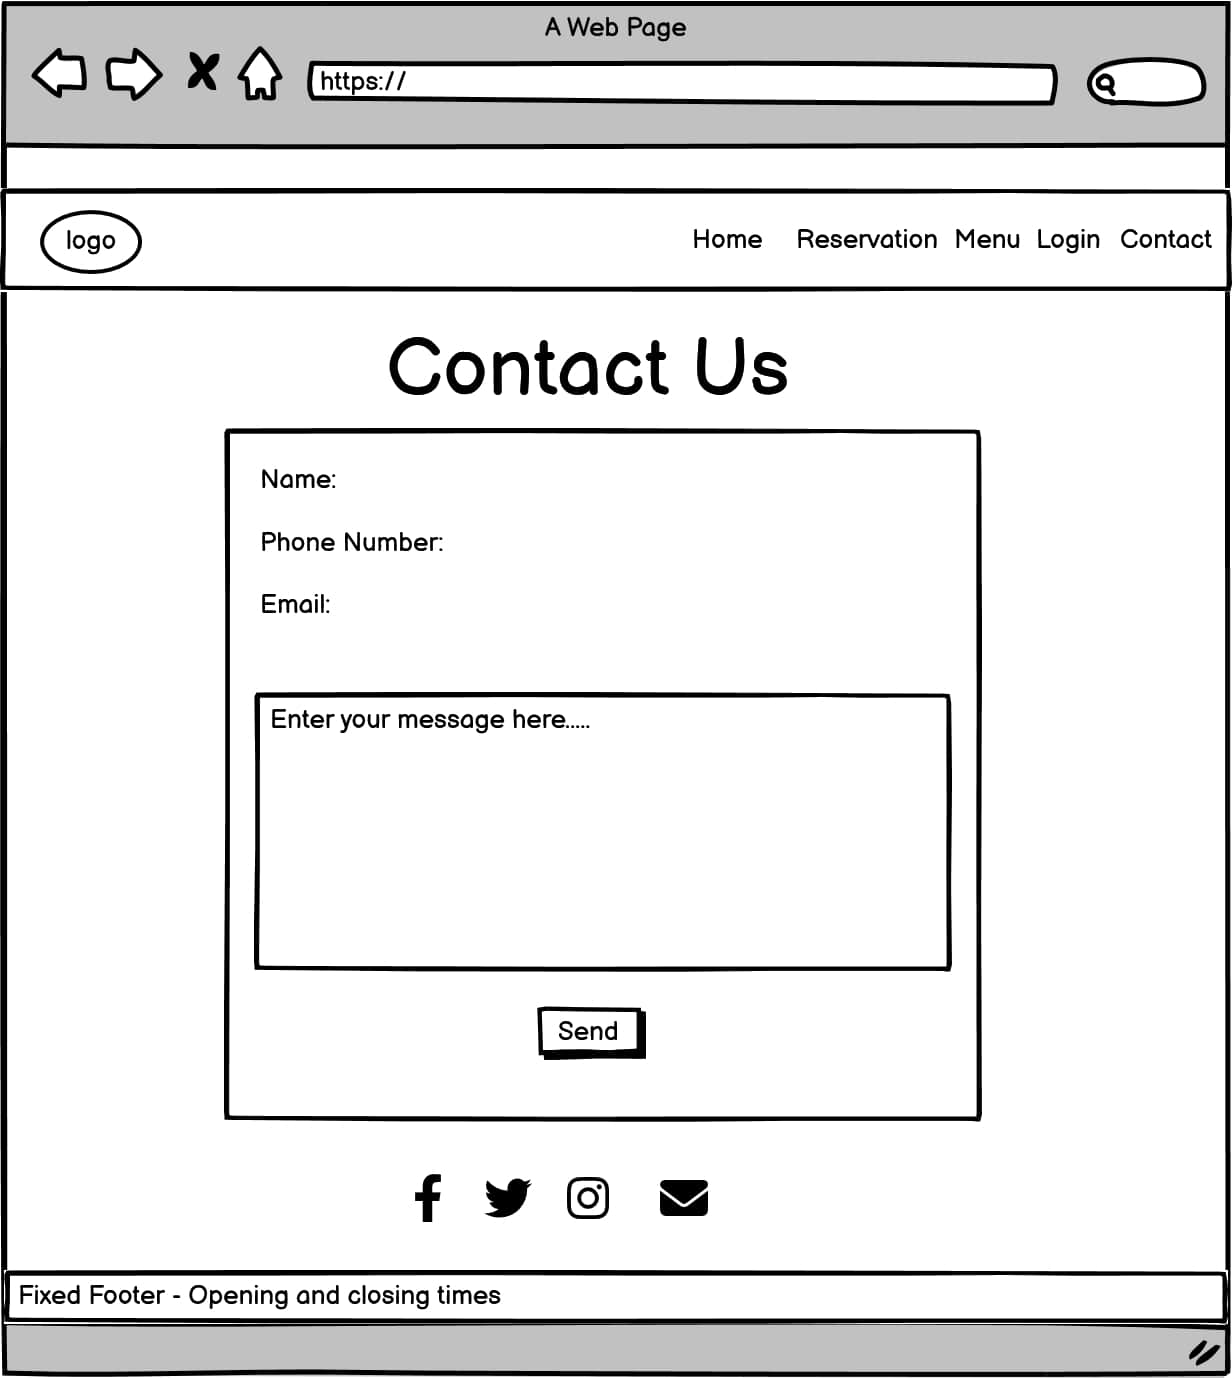 A Web Page
https://
logo
Home Reservation Menu Login Contact
Contact Us
Name:
Phone Number:
Email:
Enter your message here.....
Send
Fixed Footer - Opening and closing times